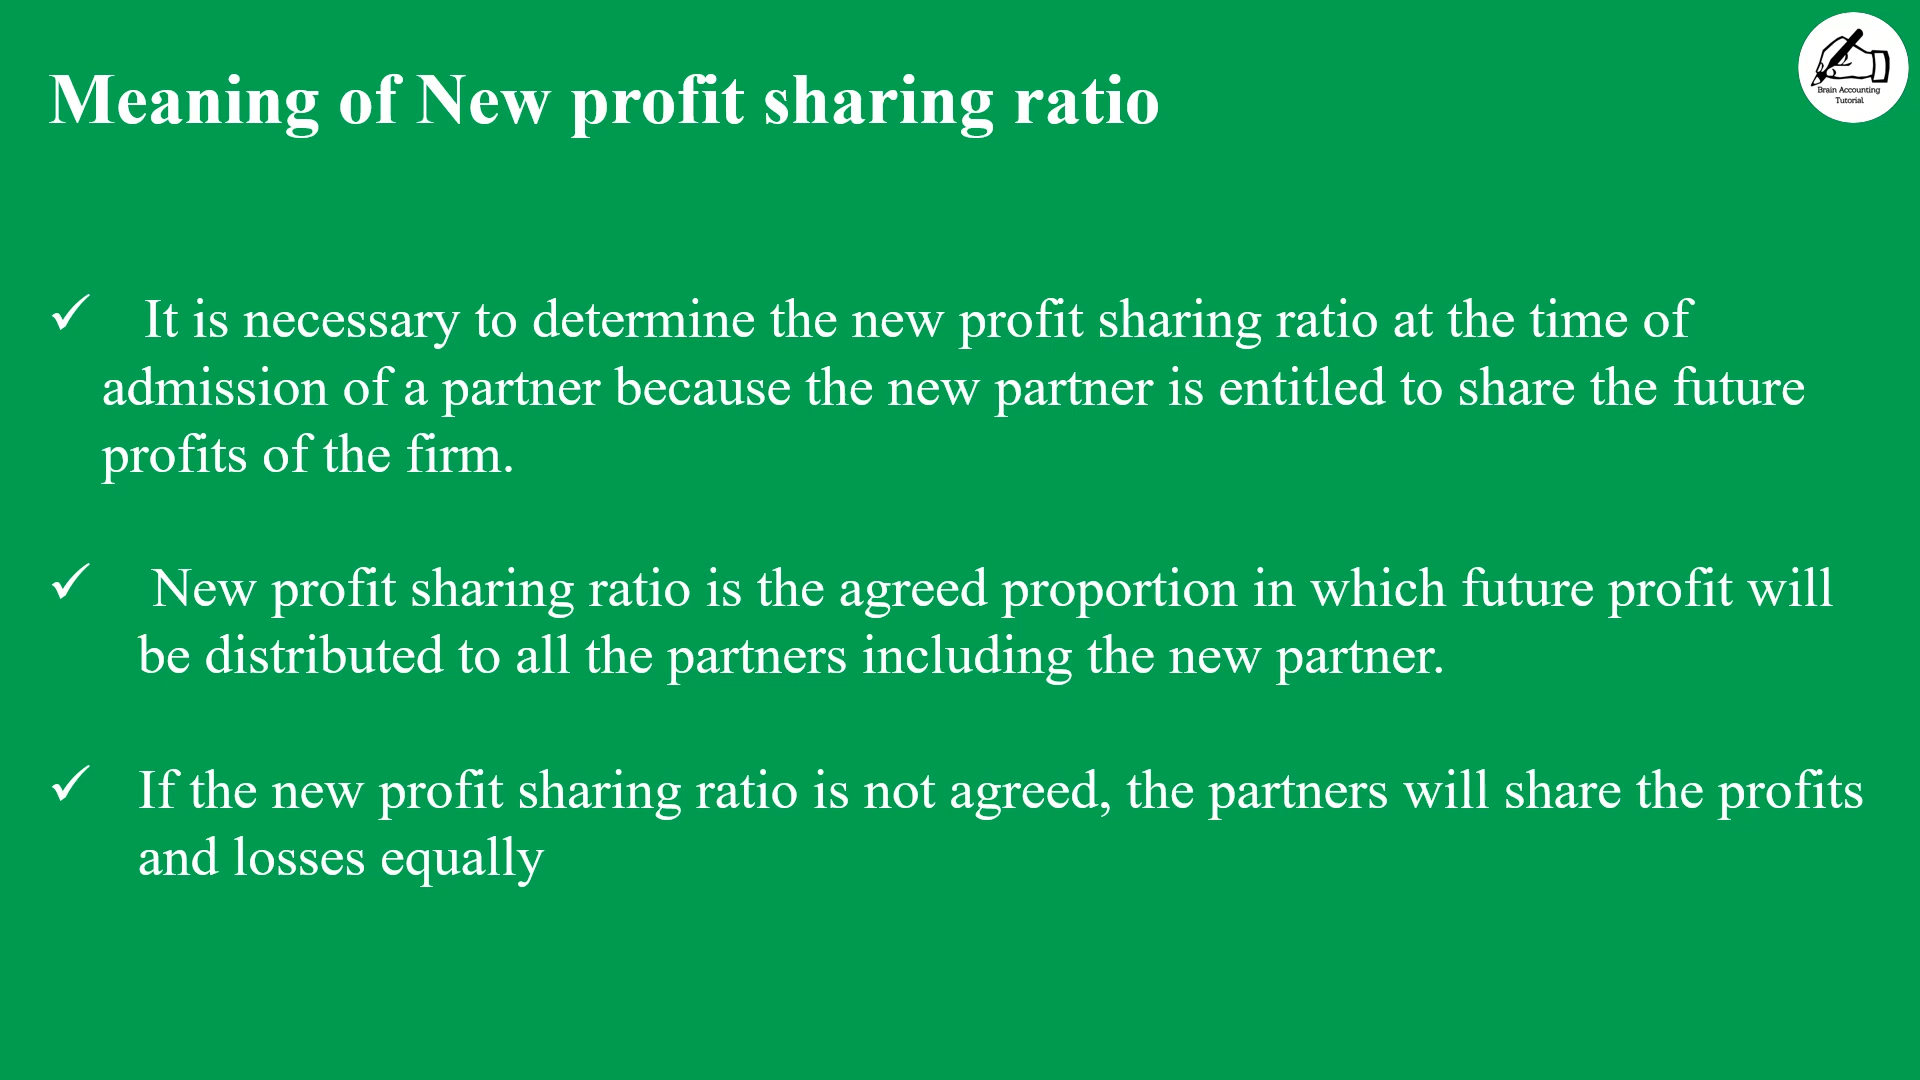 Brain Accounting
Tutorial
Meaning of New profit sharing ratio
✓ It is necessary to determine the new profit sharing ratio at the time of
admission of a partner because the new partner is entitled to share the future
profits of the firm.
✓ New profit sharing ratio is the agreed proportion in which future profit will
be distributed to all the partners including the new partner.
✓ If the new profit sharing ratio is not agreed, the partners will share the profits
and losses equally